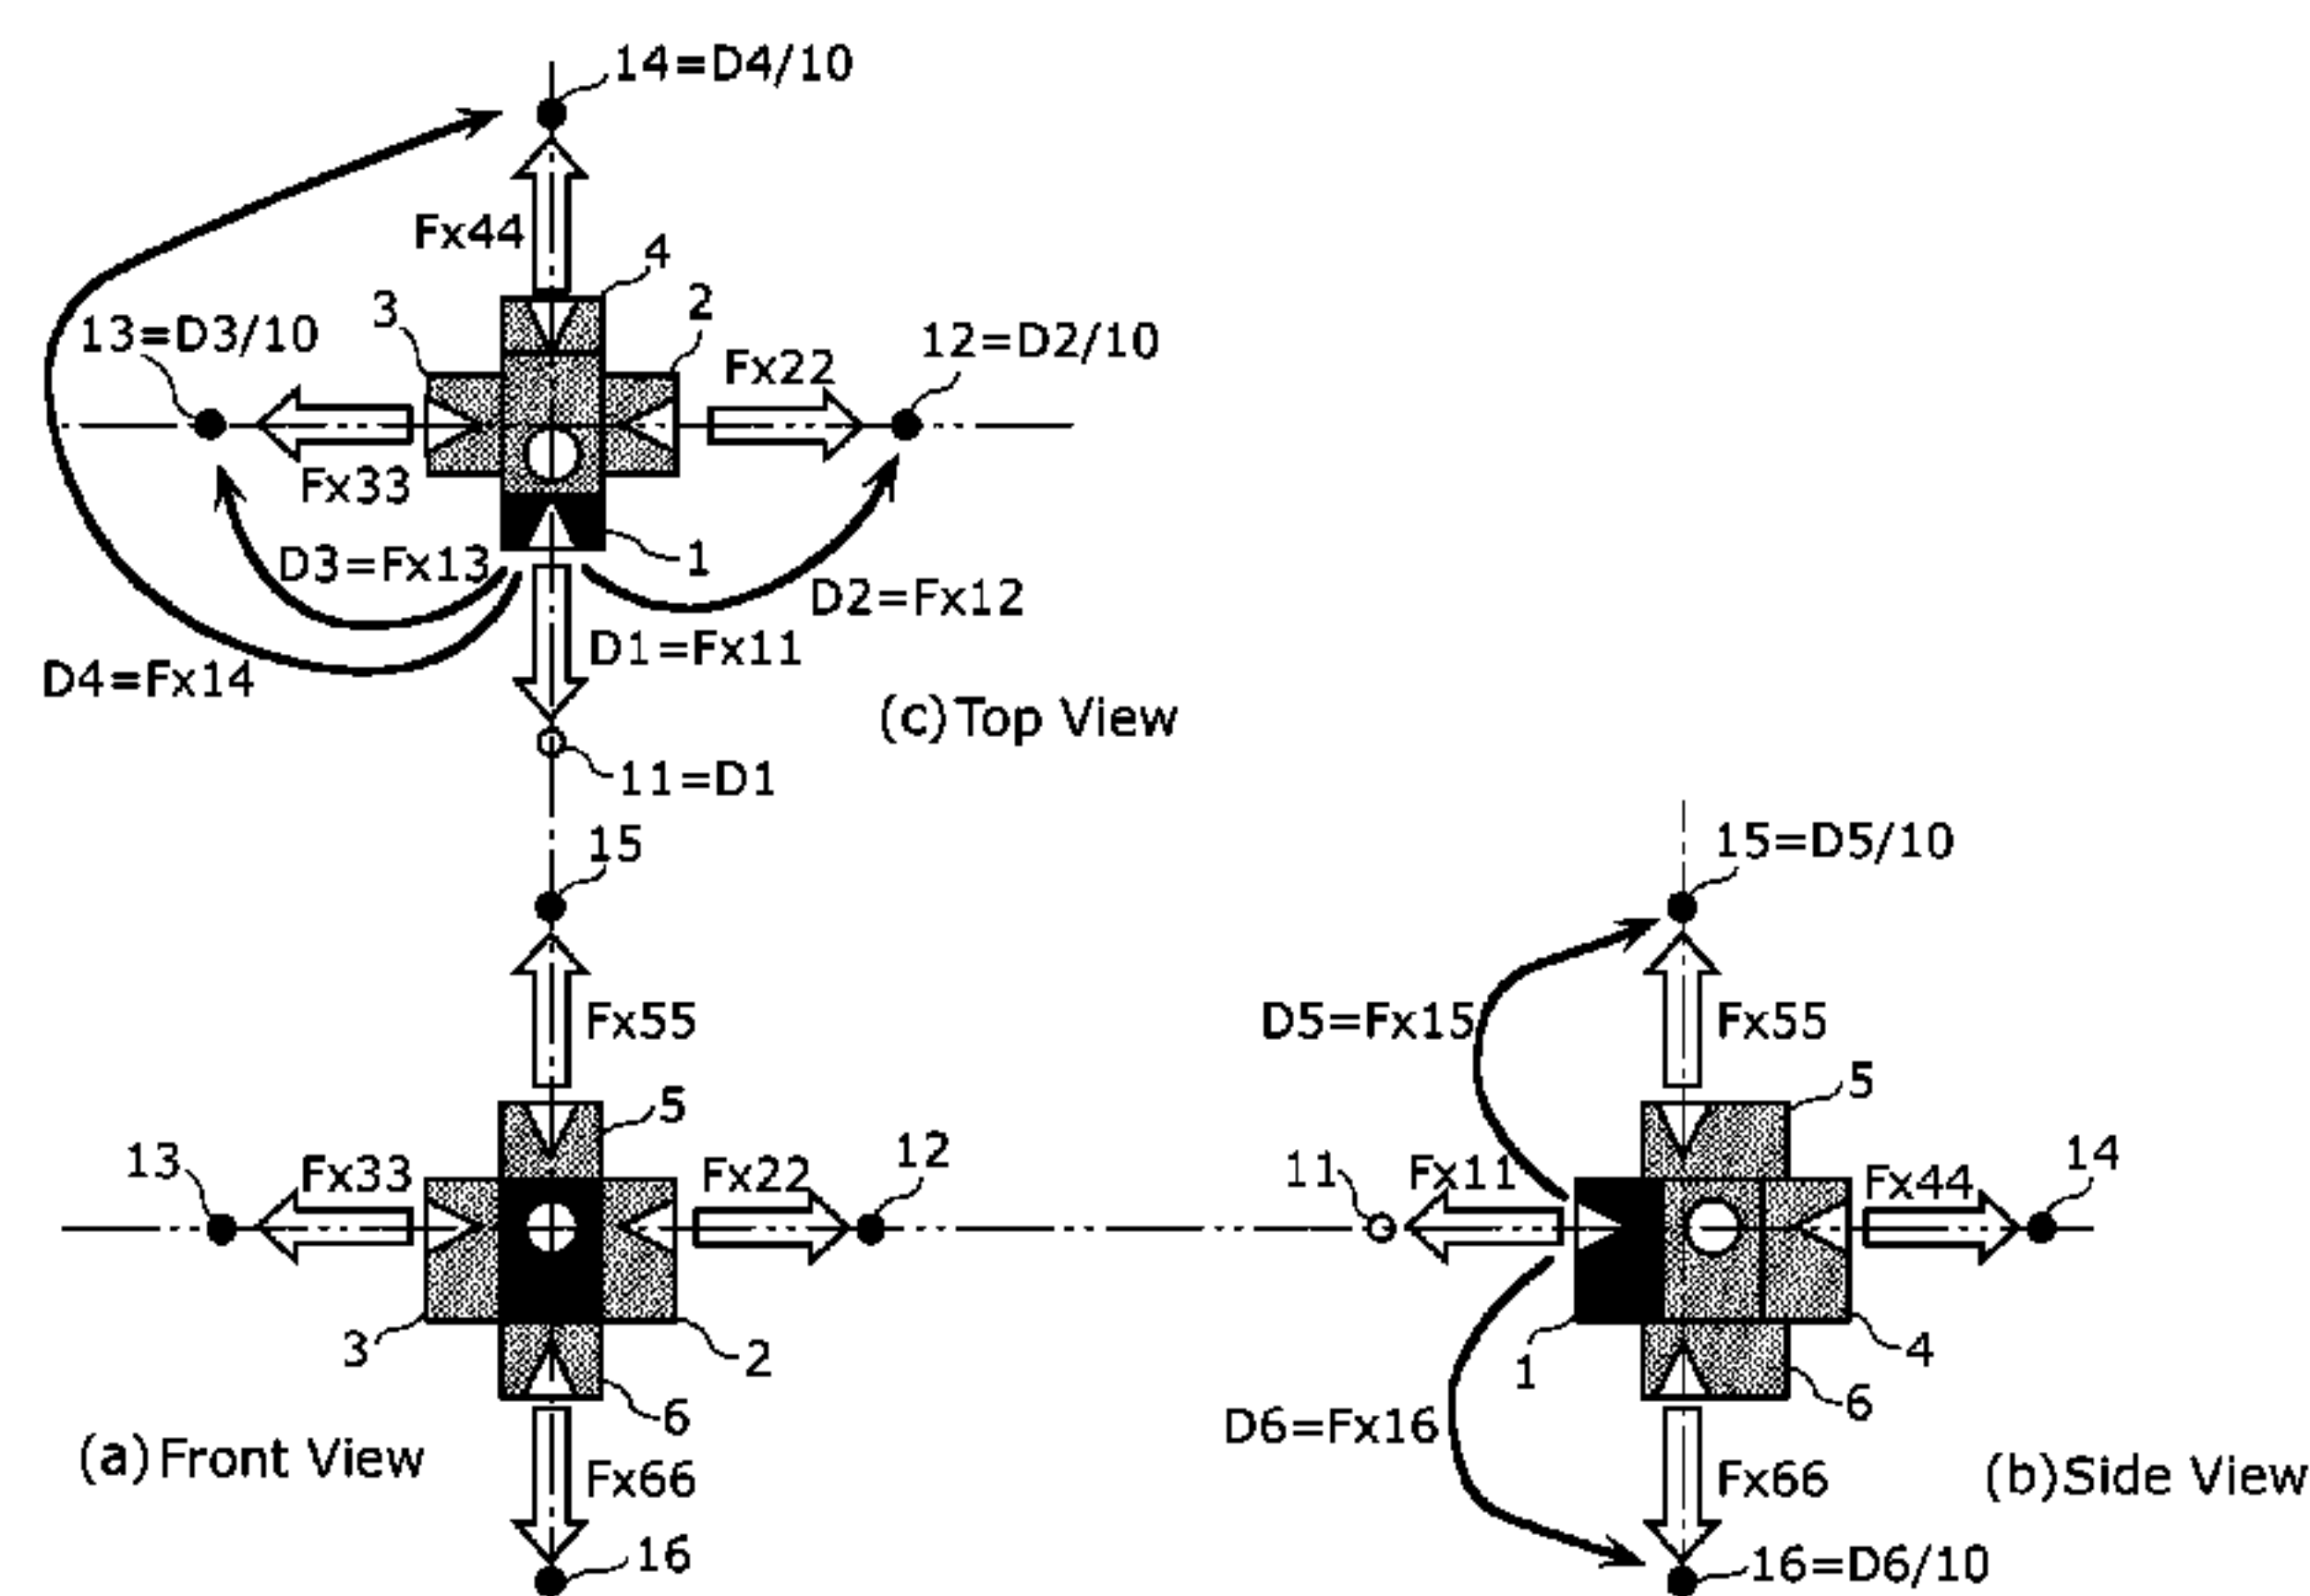 14=D4/10
Fx44
4
3
2
13=D3/10
12=D2/10
Fx22
Fx33
D3=Fx13
1
D2=Fx12
D1=Fx11
D4=Fx14
(c)Top View
11=D1
15
15=D5/10
Fx55
D5=Fx15
Fx55
5
5
13
Fx33
Fx22
12
11
Fx11
Fx44
14
3
2
1
4
6
6
D6=Fx16
(a)Front View
Fx66
Fx66
(b)Side View
16
16=D6/10